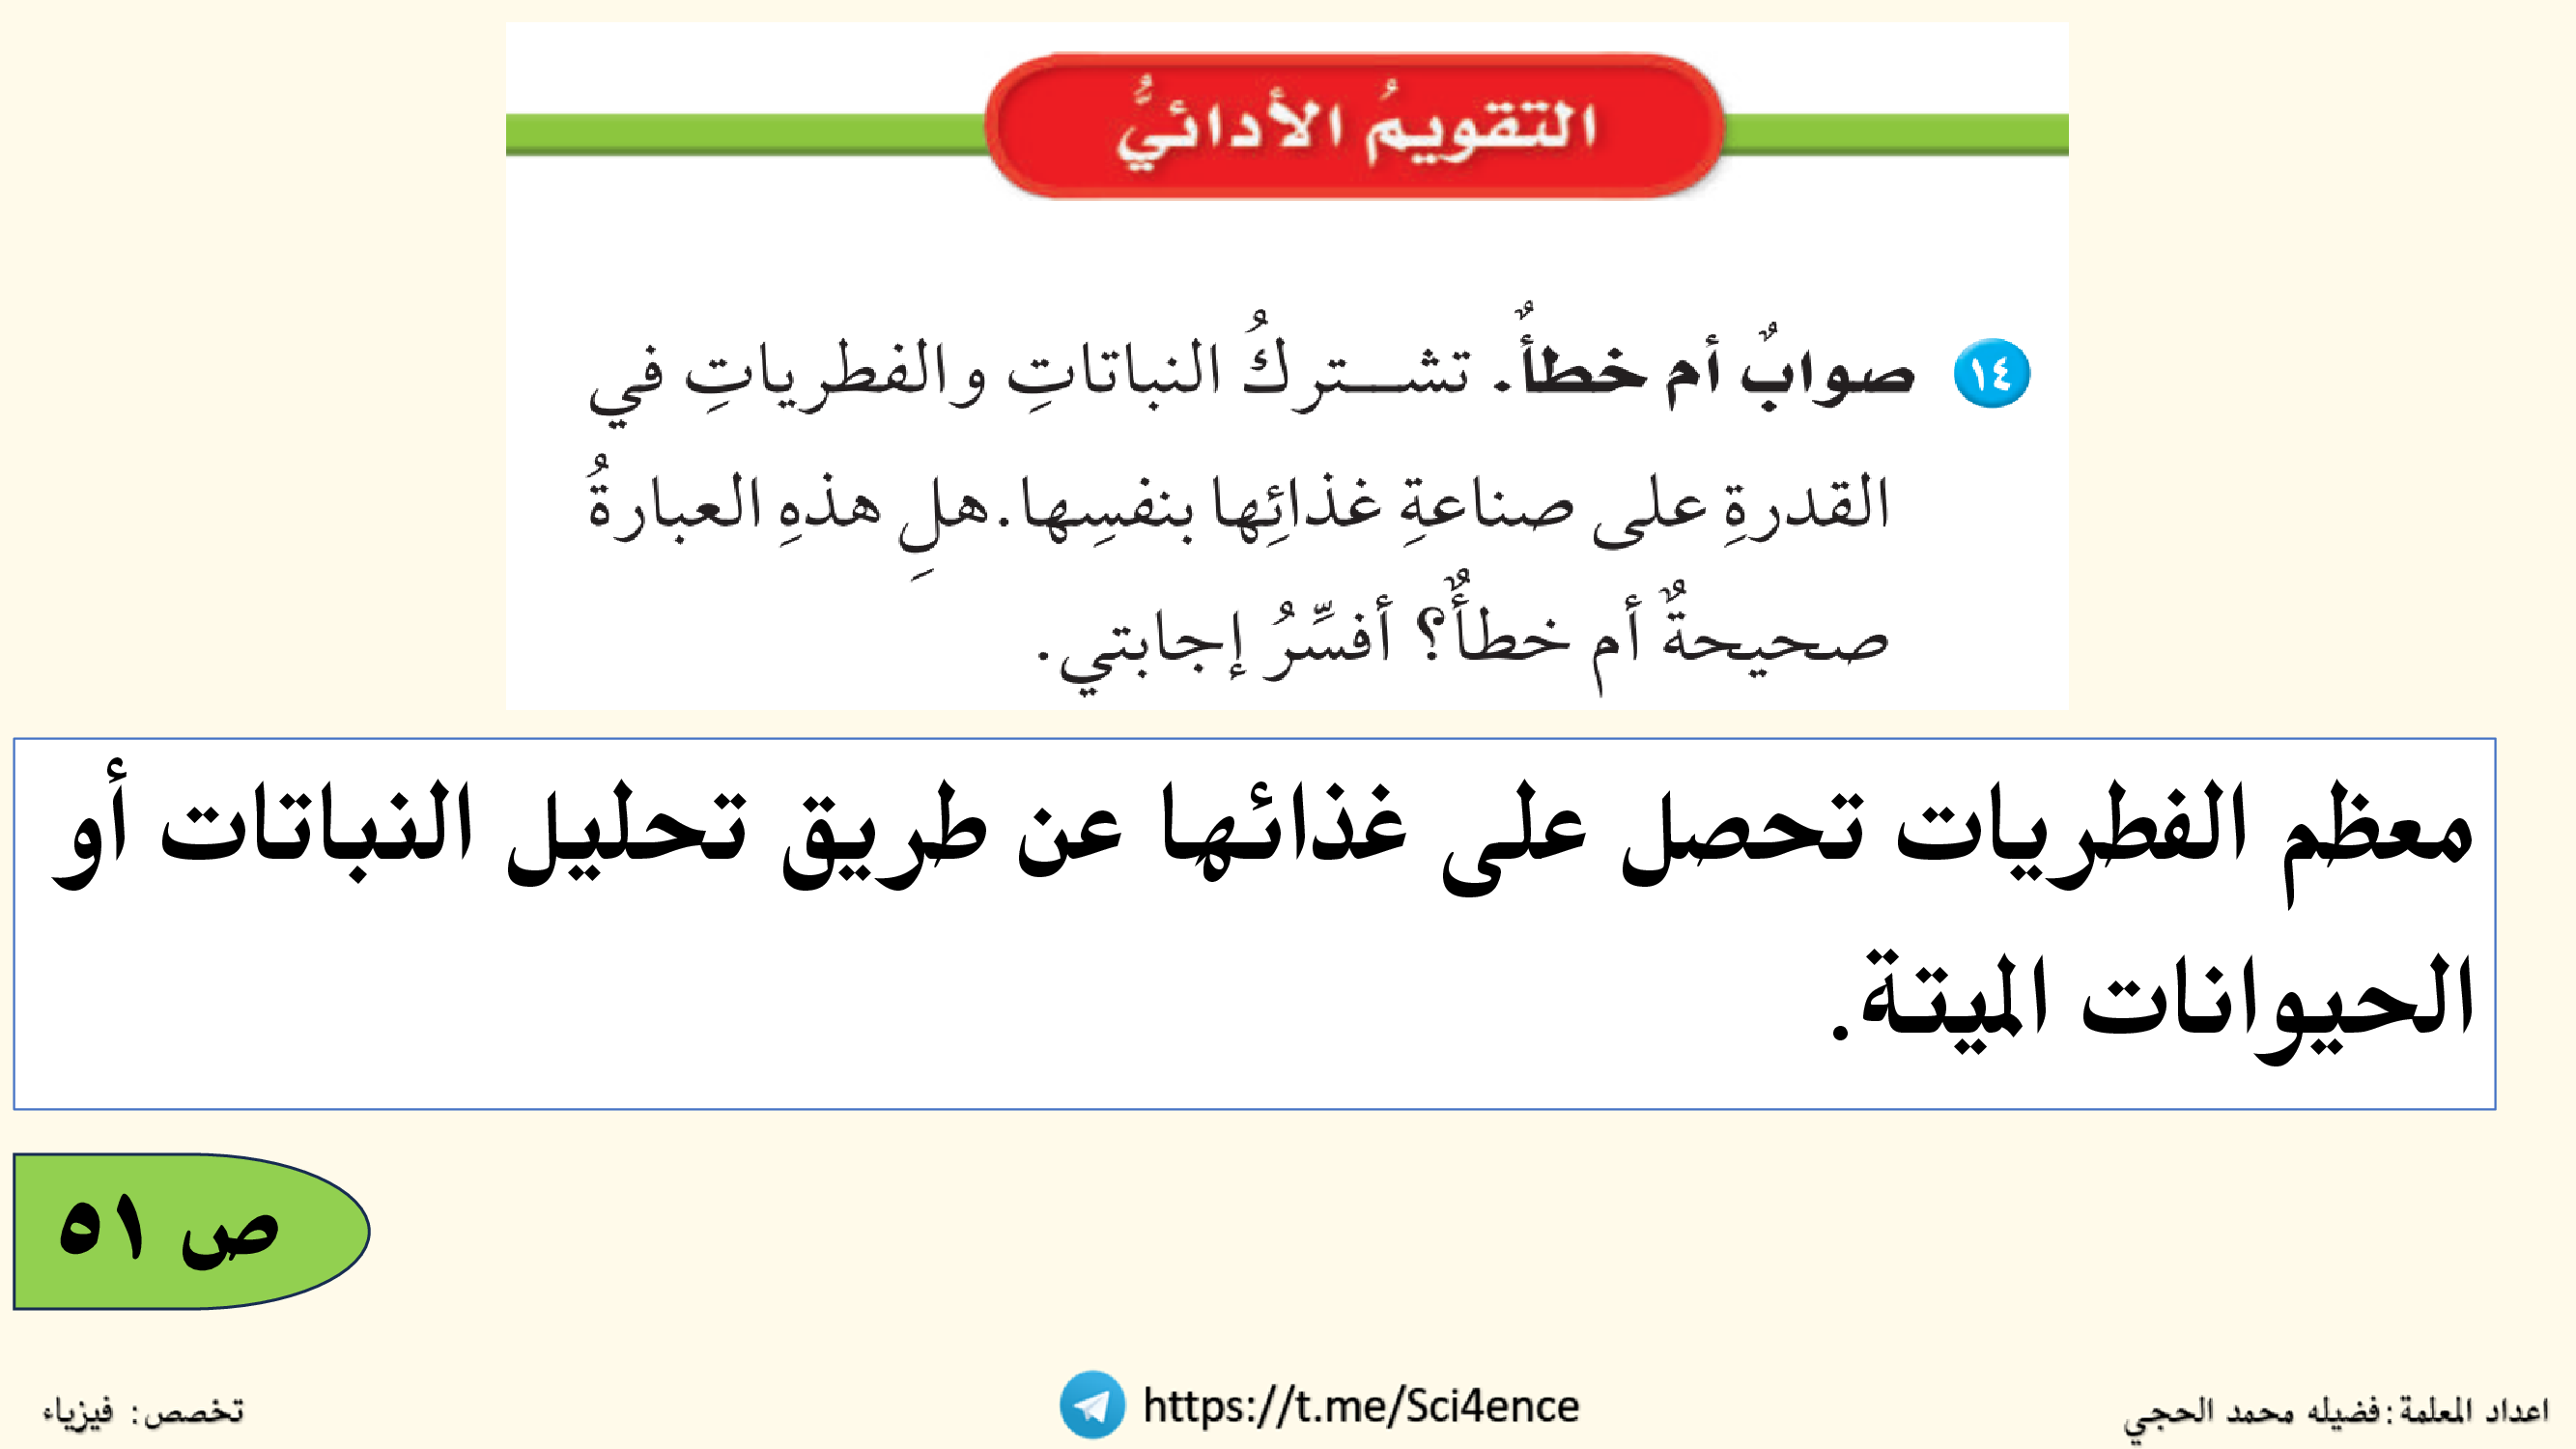 التقويمُ الأدائيُّ
١٤ صوابٌ أم خطأٌ. تشـــتركُ النباتاتِ والفطرياتِ في
القدرةِ على صناعةِ غذائِها بنفسِها. هلِ هذهِ العبارةُ
صحيحةٌ أم خطأٌ؟ أفسِّرُ إجابتي.
معظم الفطريات تحصل على غذائها عن طريق تحليل النباتات أو
الحيوانات الميتة.
ص ٥١
اعداد المعلمة: فضيله محمد الحجي
https://t.me/Sci4ence
تخصص: فيزياء